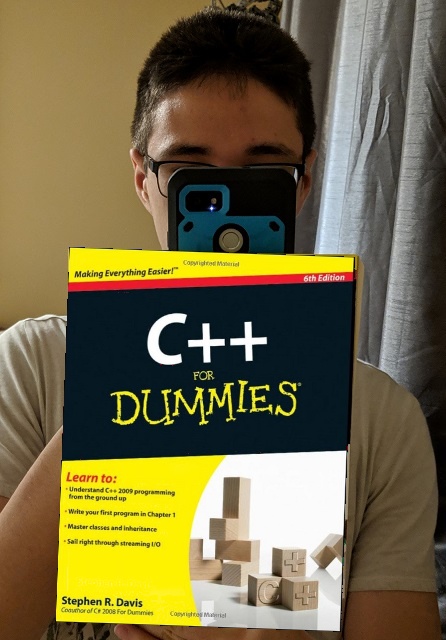 Copyrighted Material
Making Everything Easier!™
6th Edition
C++
FOR
DUMMIES®
Learn to:
• Understand C++ 2009 programming
from the ground up
• Write your first program in Chapter 1
• Master classes and inheritance
• Sail right through streaming I/O
C
+
+
Stephen R. Davis
Coauthor of C# 2008 For Dummies
Copyrighted Material